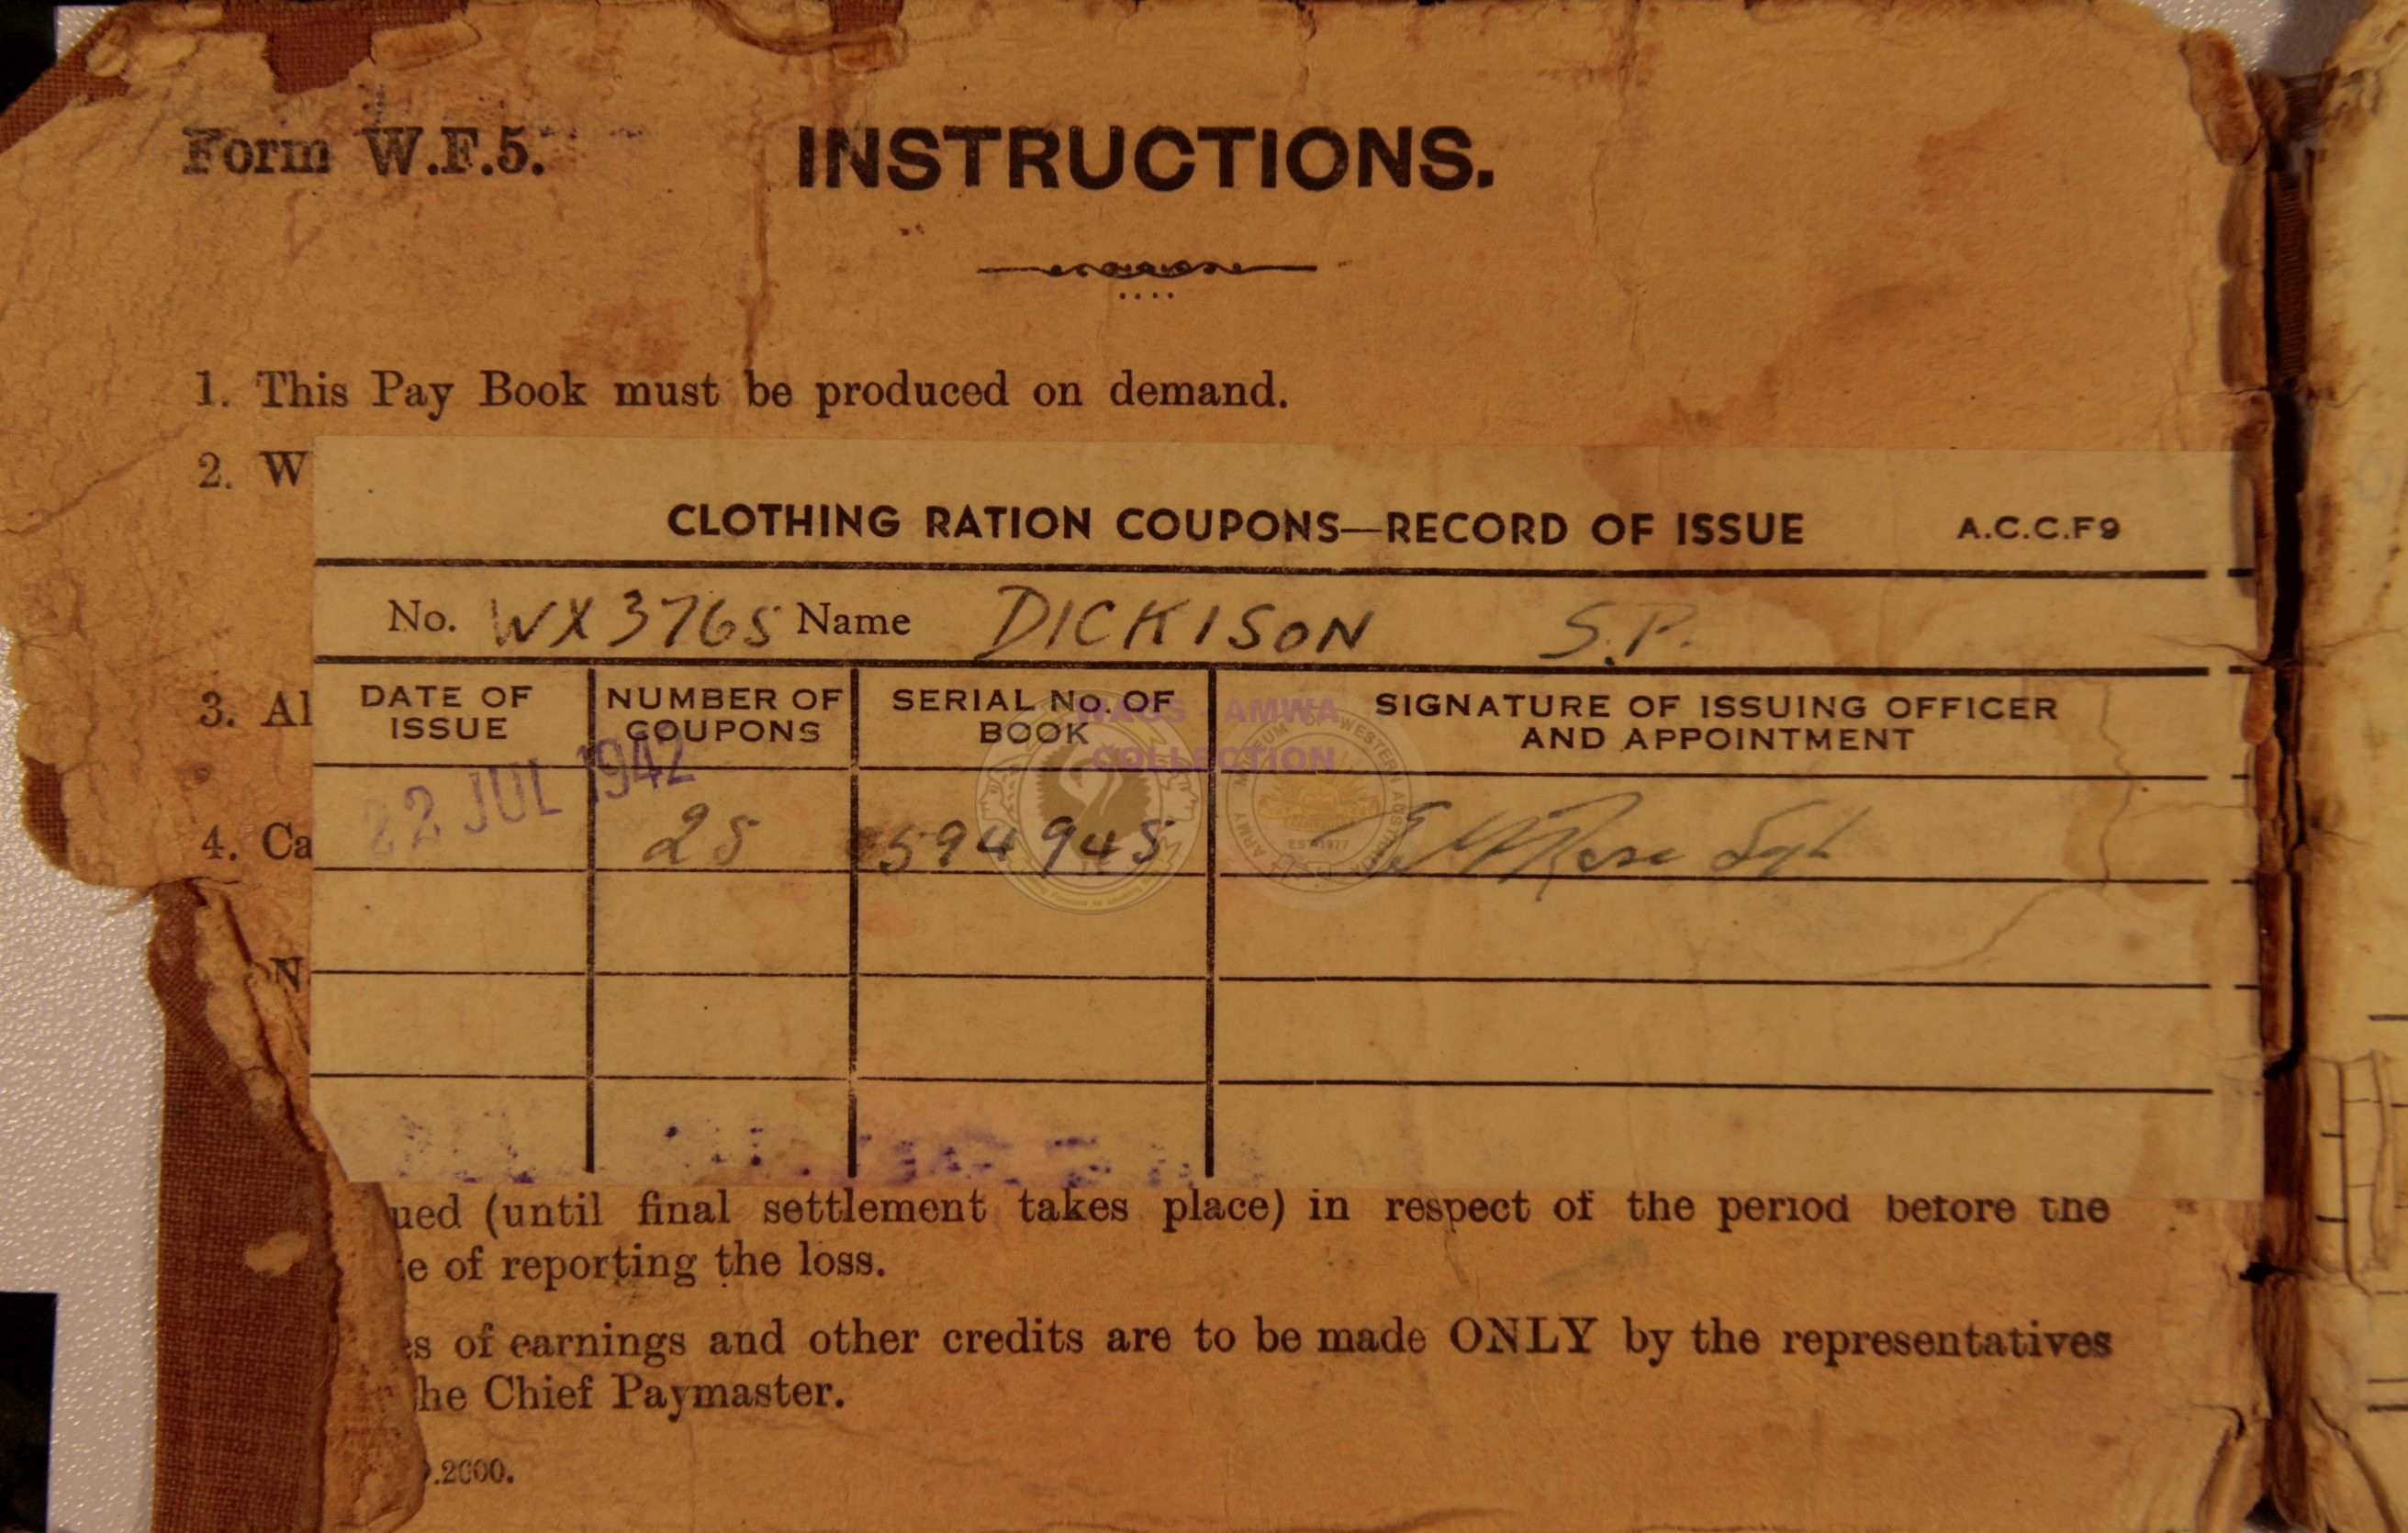 Form W.F.5. INSTRUCTIONS.
1. This Pay Book must be produced on demand.
2. W
CLOTHING RATION COUPONS—RECORD OF ISSUE A.C.C.F9
No. WX3765 Name DICKISON S.P.
3. Al
DATE OF ISSUE
NUMBER OF COUPONS
SERIAL No. OF BOOK
SIGNATURE OF ISSUING OFFICER AND APPOINTMENT
WAGS - AMWA
COLLECTION
22 JUL 1942
4. Ca
25 594945
Sgt
N
ued (until final settlement takes place) in respect of the period before the
e of reporting the loss.
s of earnings and other credits are to be made ONLY by the representatives
he Chief Paymaster.
.2000.